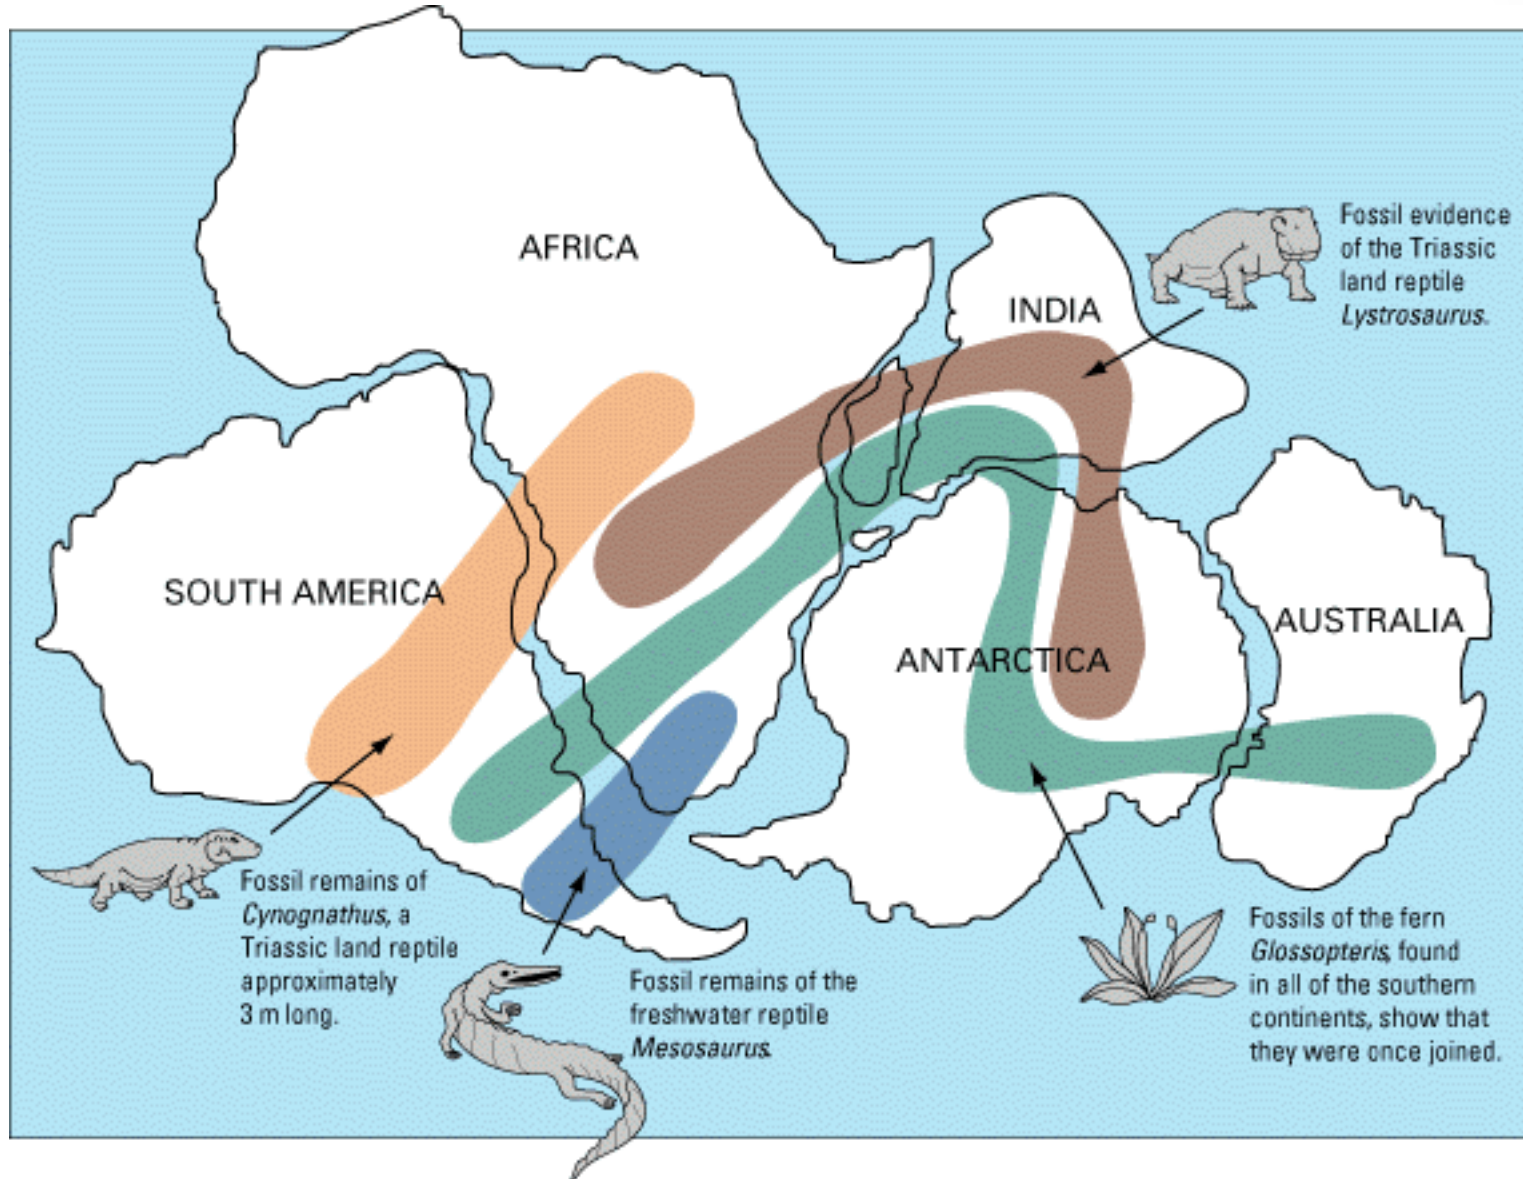 AFRICA
INDIA
Fossil evidence
of the Triassic
land reptile
Lystrosaurus.
SOUTH AMERICA
ANTARCTICA
AUSTRALIA
Fossil remains of
Cynognathus, a
Triassic land reptile
approximately
3 m long.
Fossil remains of the
freshwater reptile
Mesosaurus.
Fossils of the fern
Glossopteris, found
in all of the southern
continents, show that
they were once joined.